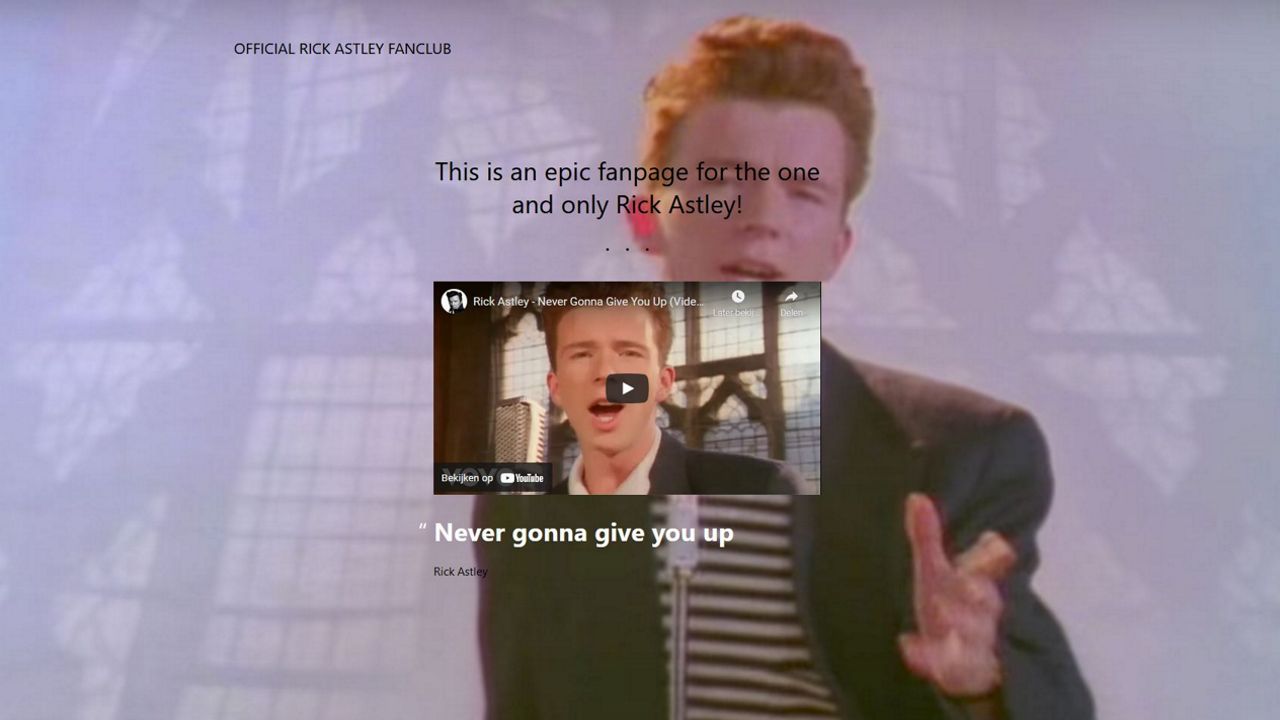 OFFICIAL RICK ASTLEY FANCLUB
This is an epic fanpage for the one
and only Rick Astley!
. . .
Rick Astley - Never Gonna Give You Up (Vide...
Later bekij...
Delen
vevo
Bekijken op YouTube
“ Never gonna give you up
Rick Astley